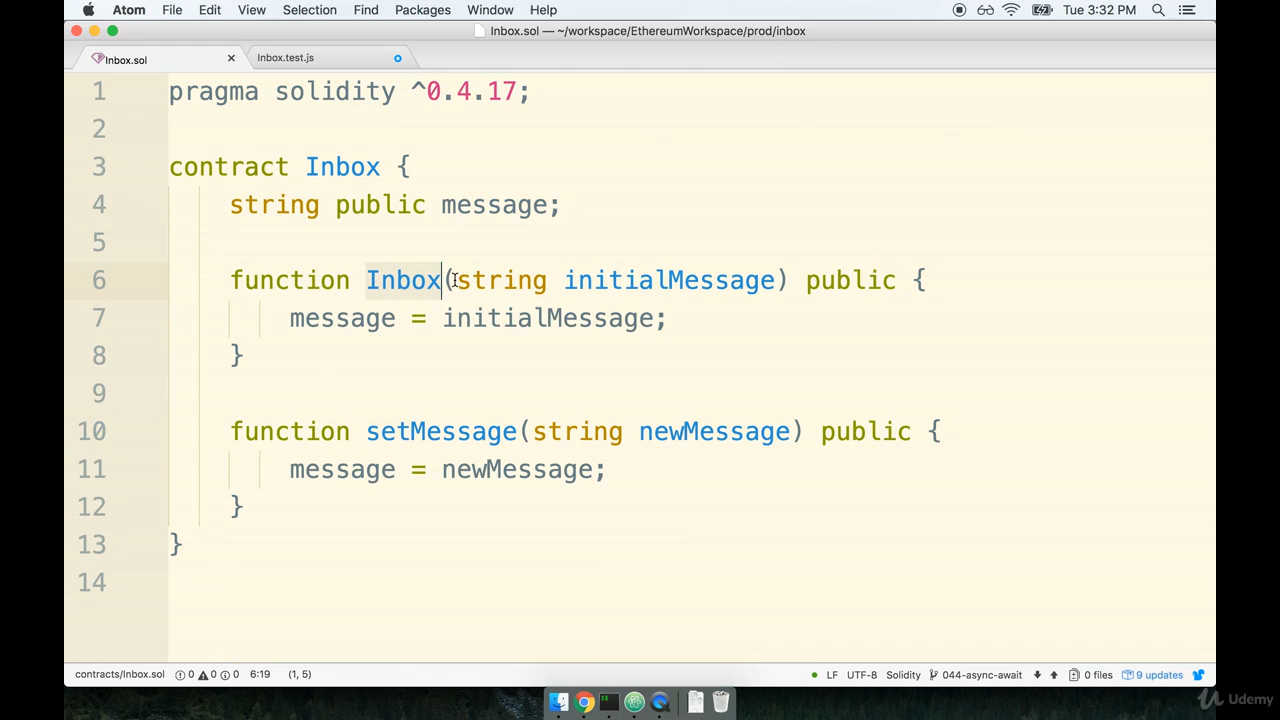 Atom File Edit View Selection Find Packages Window Help Tue 3:32 PM
Inbox.sol — ~/workspace/EthereumWorkspace/prod/inbox
Inbox.sol Inbox.test.js
1 pragma solidity ^0.4.17;
2
3 contract Inbox {
4 string public message;
5
6 function Inbox(string initialMessage) public {
7 message = initialMessage;
8 }
9
10 function setMessage(string newMessage) public {
11 message = newMessage;
12 }
13 }
14
contracts/Inbox.sol 0 0 0 6:19 (1, 5) LF UTF-8 Solidity 044-async-await 0 files 9 updates
Udemy